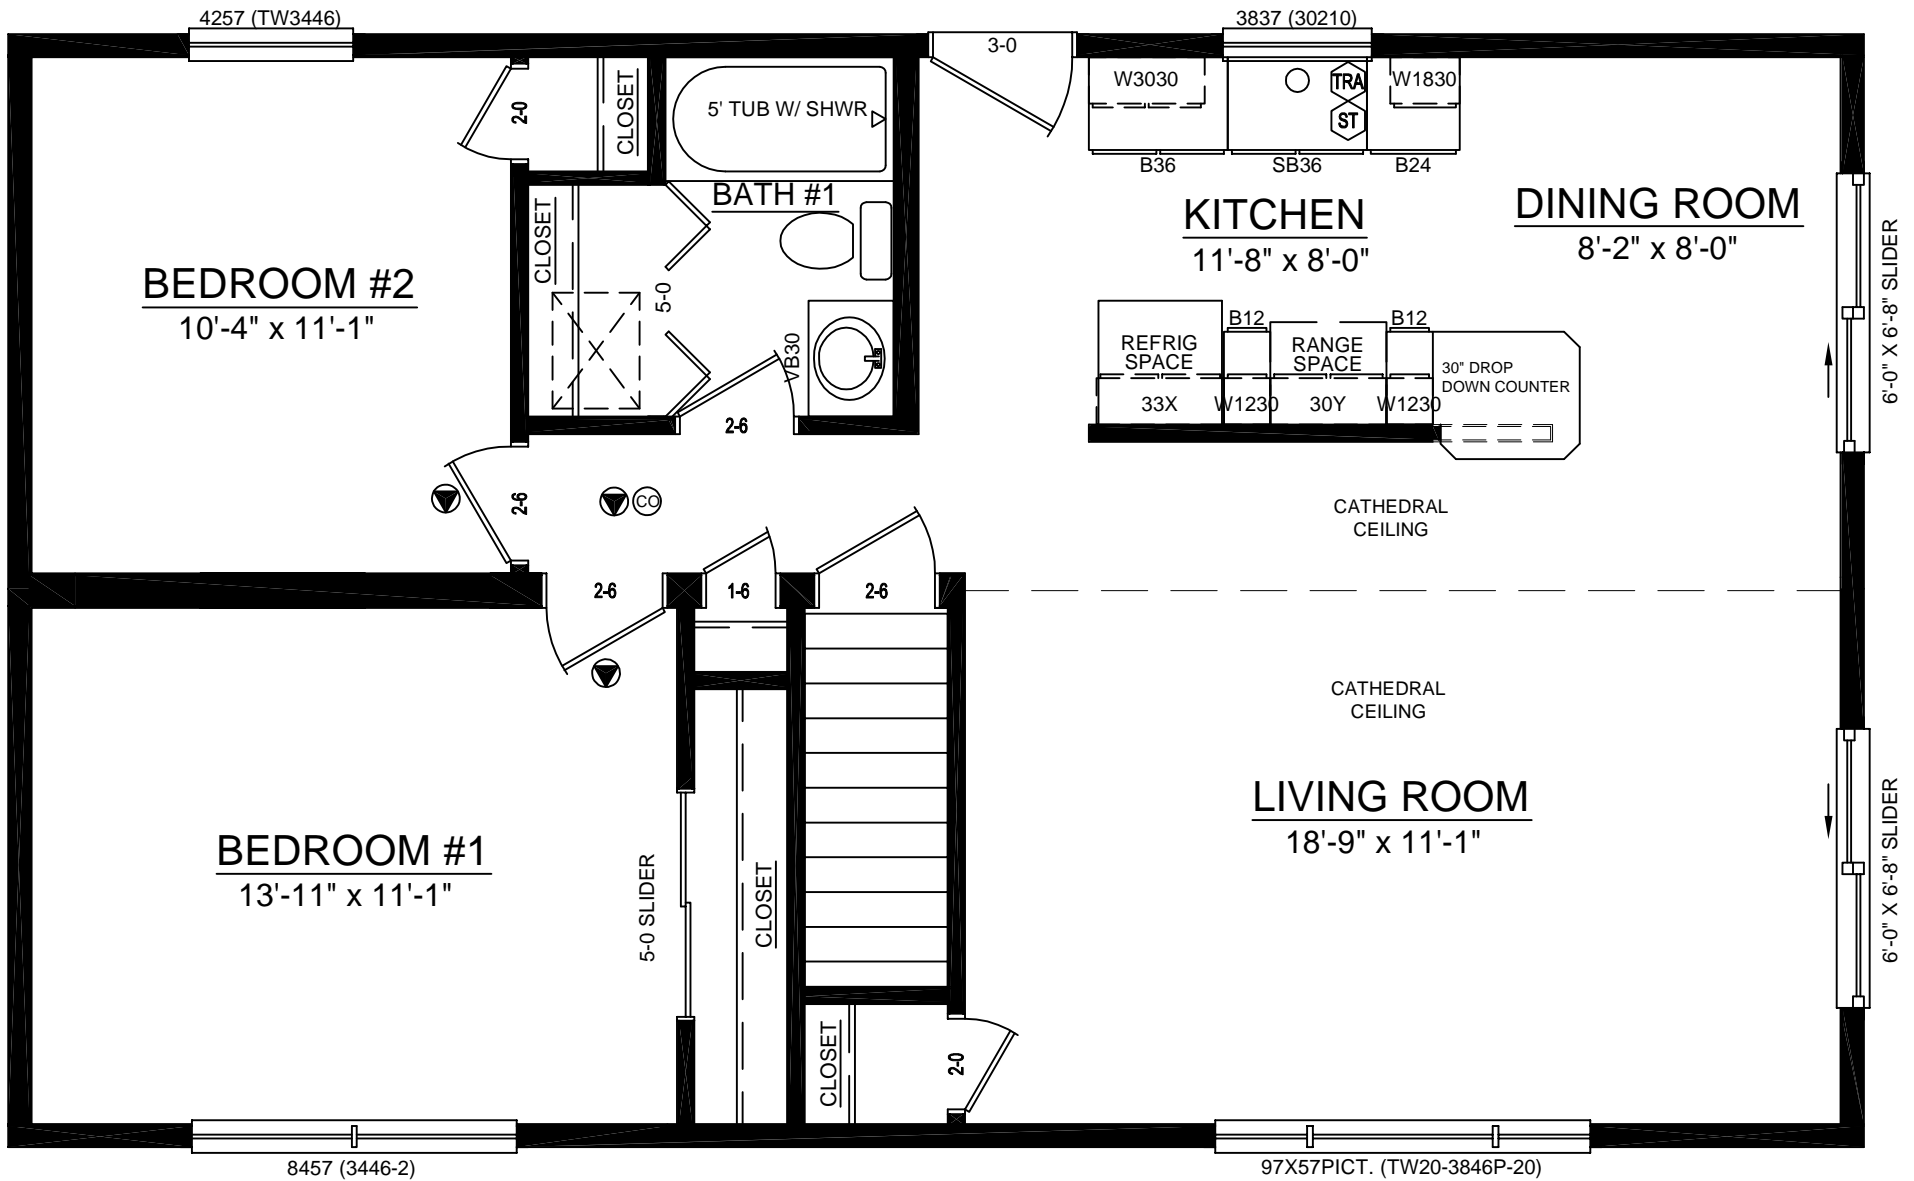 4257 (TW3446)
3837 (30210)
3-0
2-0
CLOSET
5' TUB W/ SHWR
W3030
TRA
W1830
ST
B36
SB36
B24
BATH #1
CLOSET
KITCHEN
11'-8" x 8'-0"
DINING ROOM
8'-2" x 8'-0"
6'-0" X 6'-8" SLIDER
BEDROOM #2
10'-4" x 11'-1"
5-0
VB30
B12
B12
REFRIG
SPACE
RANGE
SPACE
30" DROP
DOWN COUNTER
33X
W1230
30Y
W1230
2-6
2-6
CO
CATHEDRAL
CEILING
2-6
1-6
2-6
CATHEDRAL
CEILING
LIVING ROOM
18'-9" x 11'-1"
6'-0" X 6'-8" SLIDER
BEDROOM #1
13'-11" x 11'-1"
5-0 SLIDER
CLOSET
CLOSET
2-0
8457 (3446-2)
97X57PICT. (TW20-3846P-20)